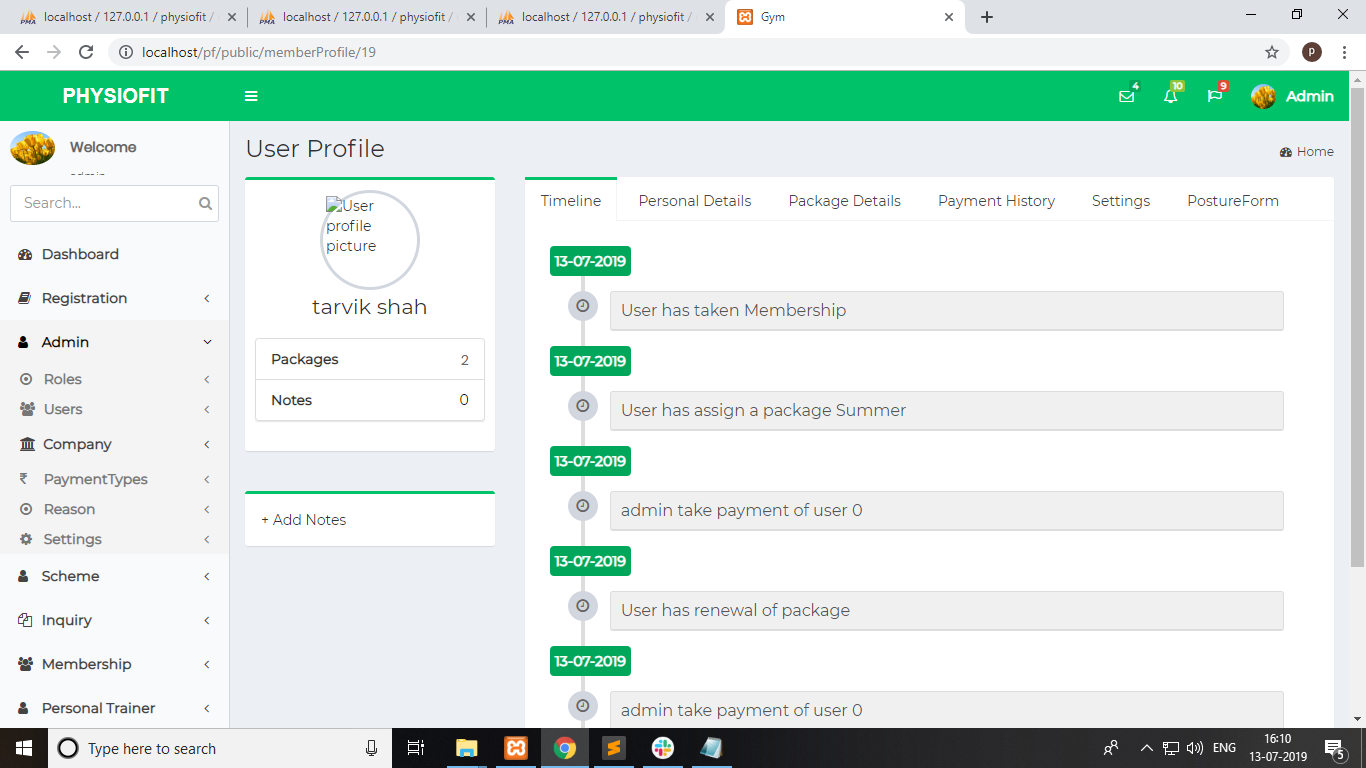 localhost / 127.0.0.1 / physiofit /
localhost / 127.0.0.1 / physiofit /
localhost / 127.0.0.1 / physiofit /
Gym
localhost/pf/public/memberProfile/19
p
PHYSIOFIT
4
10
9
Admin
Welcome
admin
Search...
Dashboard
Registration
Admin
Roles
Users
Company
PaymentTypes
Reason
Settings
Scheme
Inquiry
Membership
Personal Trainer
User Profile
Home
User profile picture
tarvik shah
Packages 2
Notes 0
+ Add Notes
Timeline Personal Details Package Details Payment History Settings PostureForm
13-07-2019
User has taken Membership
13-07-2019
User has assign a package Summer
13-07-2019
admin take payment of user 0
13-07-2019
User has renewal of package
13-07-2019
admin take payment of user 0
Type here to search
ENG
16:10
13-07-2019
5